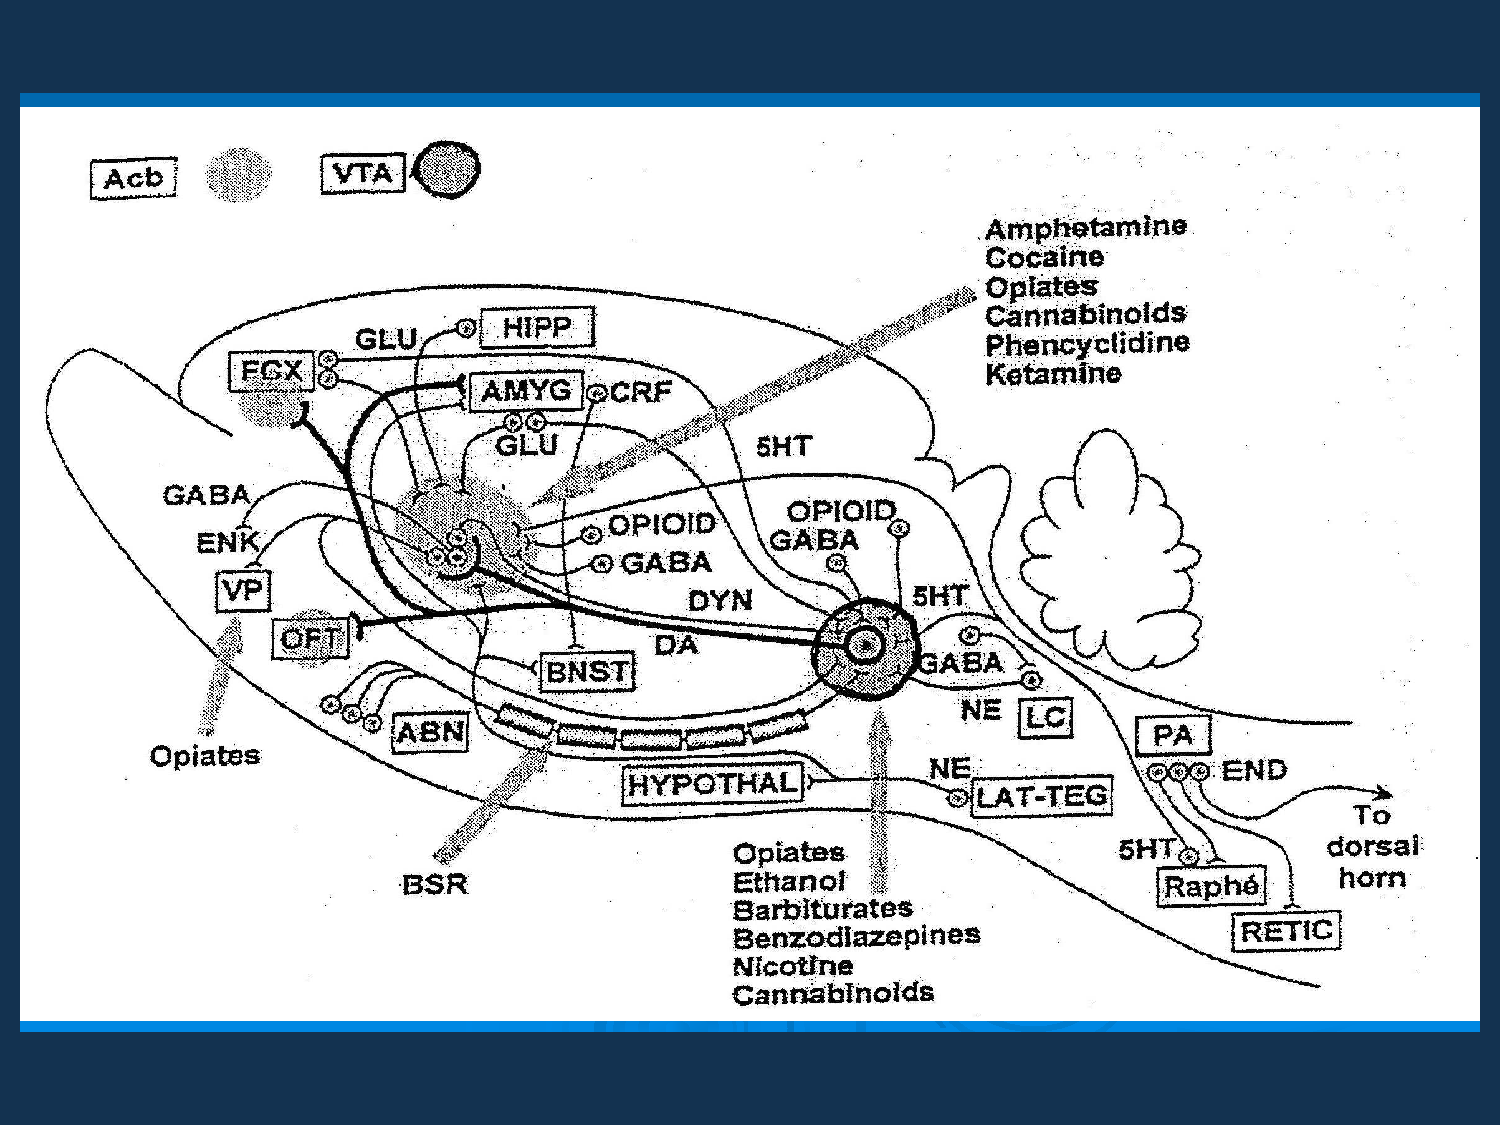 Acb
VTA
Amphetamine
Cocaine
Opiates
Cannabinoids
Phencyclidine
Ketamine
GLU
HIPP
FCX
AMYG
CRF
GLU
5HT
GABA
ENK
VP
OPIOID
GABA
OPIOID
GABA
DYN
DA
5HT
GABA
NE
LC
OFT
BNST
ABN
Opiates
HYPOTHAL
NE
LAT-TEG
PA
END
To
dorsal
horn
5HT
Raphé
RETIC
BSR
Opiates
Ethanol
Barbiturates
Benzodiazepines
Nicotine
Cannabinoids